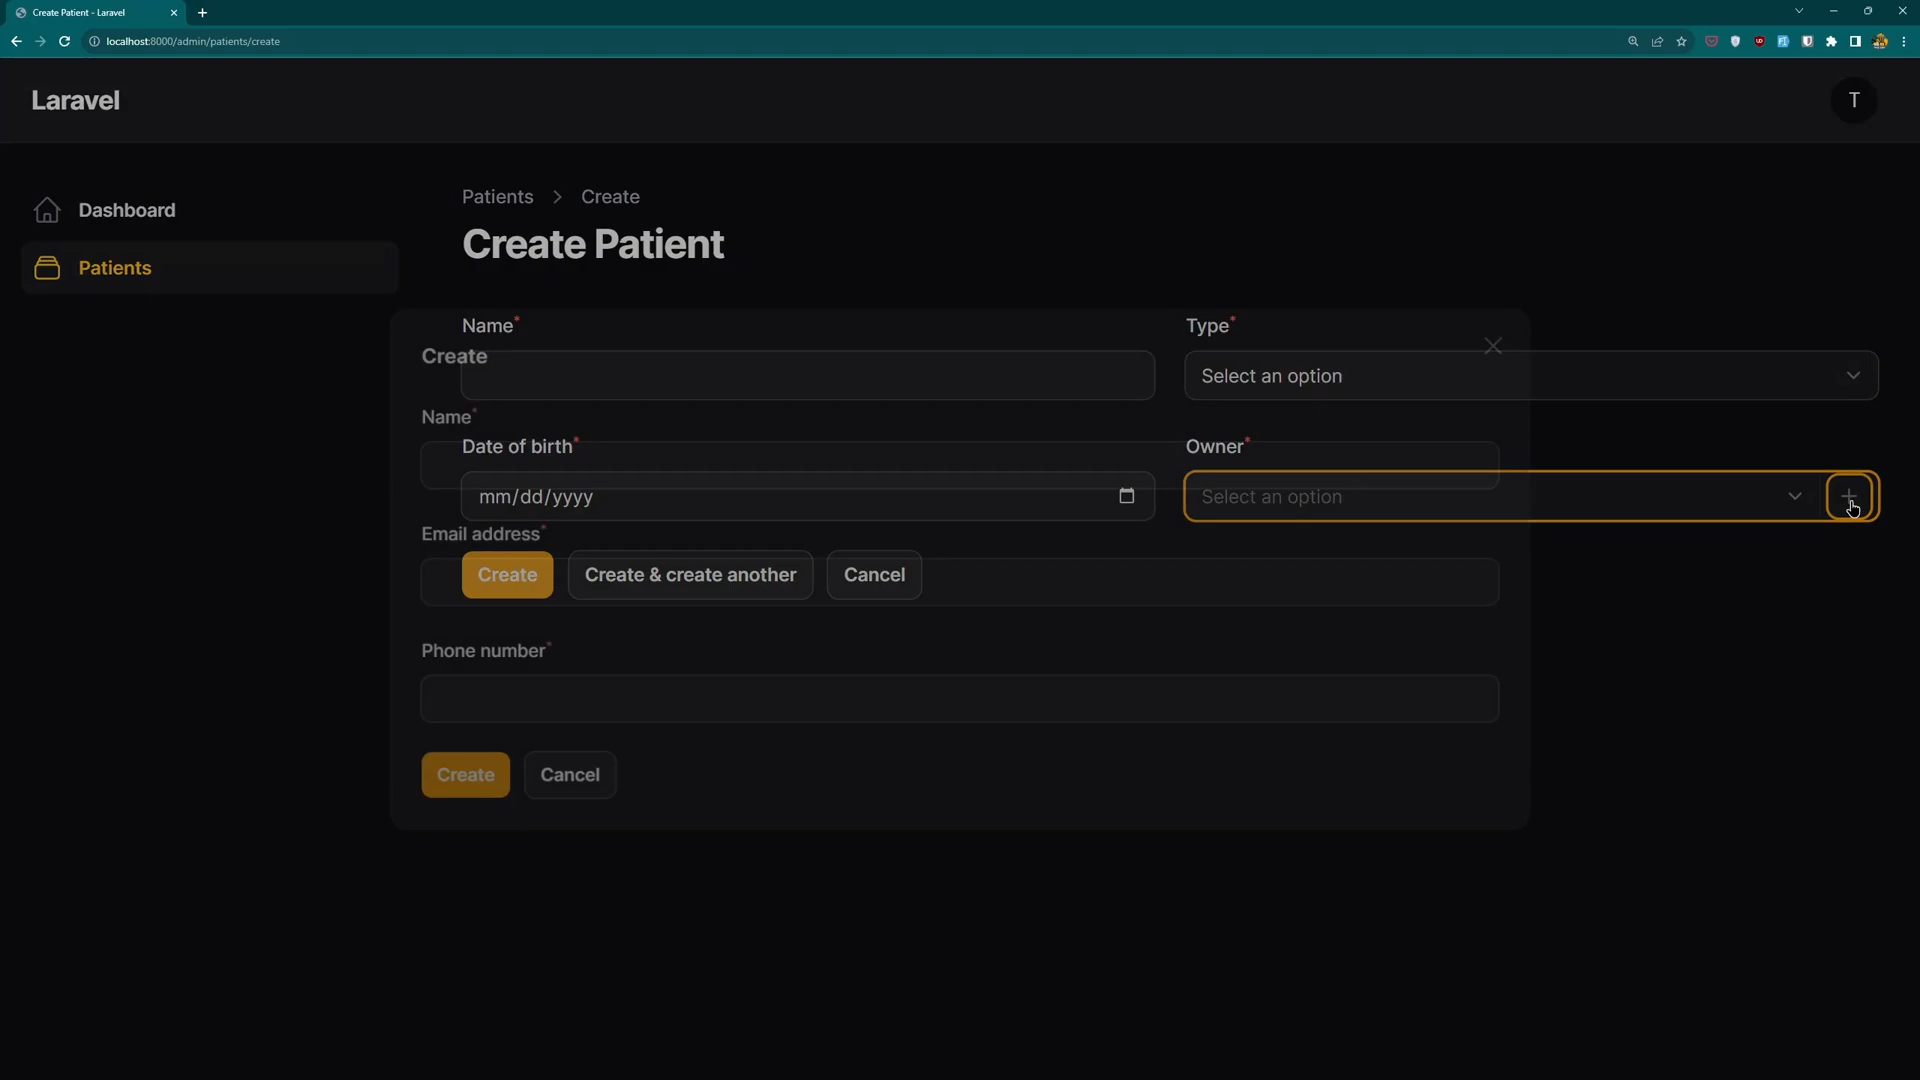 Create Patient - Laravel
localhost:8000/admin/patients/create
Laravel
T
Dashboard
Patients
Patients > Create
Create Patient
Name*
Type*
Select an option
Date of birth*
mm/dd/yyyy
Owner*
Select an option
Create
Create & create another
Cancel
Create
Name*
Email address*
Phone number*
Create
Cancel